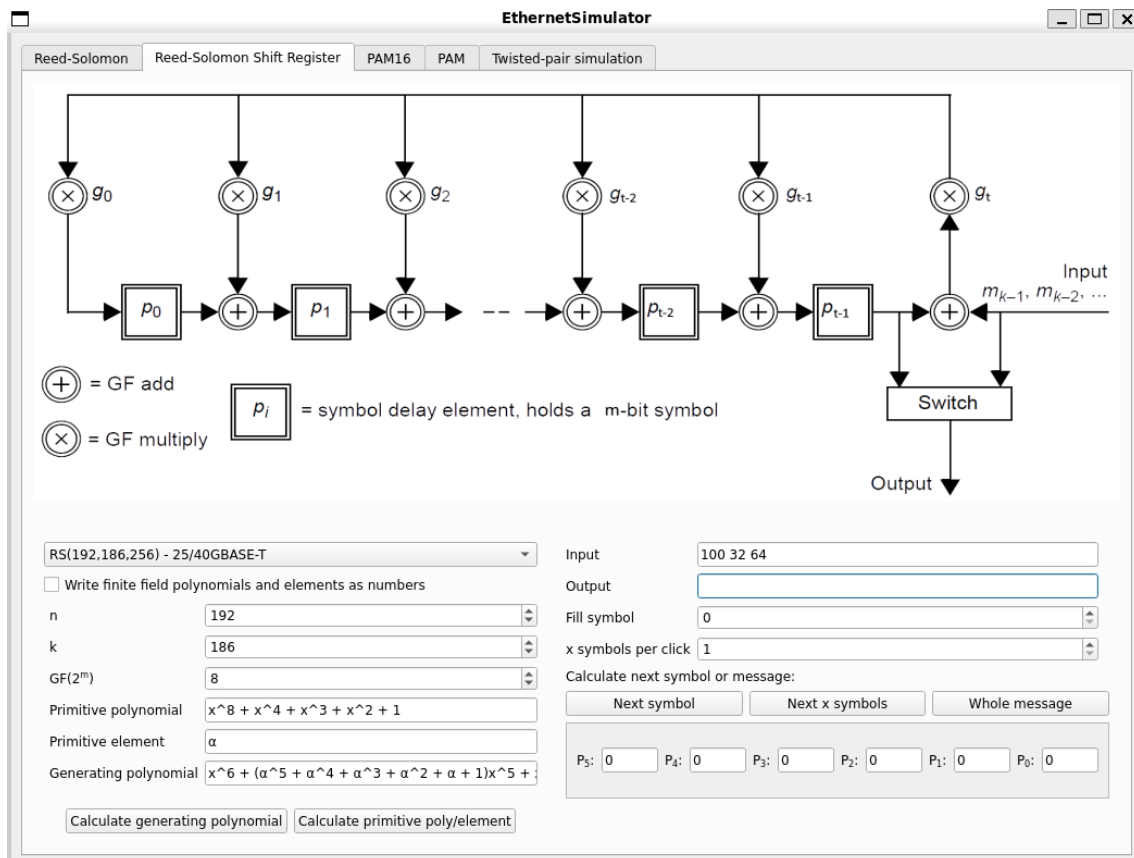 EthernetSimulator
Reed-Solomon Reed-Solomon Shift Register PAM16 PAM Twisted-pair simulation
g0 g1 g2 gt-2 gt-1 gt
Input
mk−1, mk−2, ...
p0 p1 -- pt-2 pt-1
= GF add
pi = symbol delay element, holds a m-bit symbol
Switch
= GF multiply
Output
RS(192,186,256) - 25/40GBASE-T
Write finite field polynomials and elements as numbers
n 192
k 186
GF(2^m) 8
Primitive polynomial x^8 + x^4 + x^3 + x^2 + 1
Primitive element α
Generating polynomial x^6 + (α^5 + α^4 + α^3 + α^2 + α + 1)x^5 +
Calculate generating polynomial Calculate primitive poly/element
Input 100 32 64
Output
Fill symbol 0
x symbols per click 1
Calculate next symbol or message:
Next symbol Next x symbols Whole message
P5: 0 P4: 0 P3: 0 P2: 0 P1: 0 P0: 0